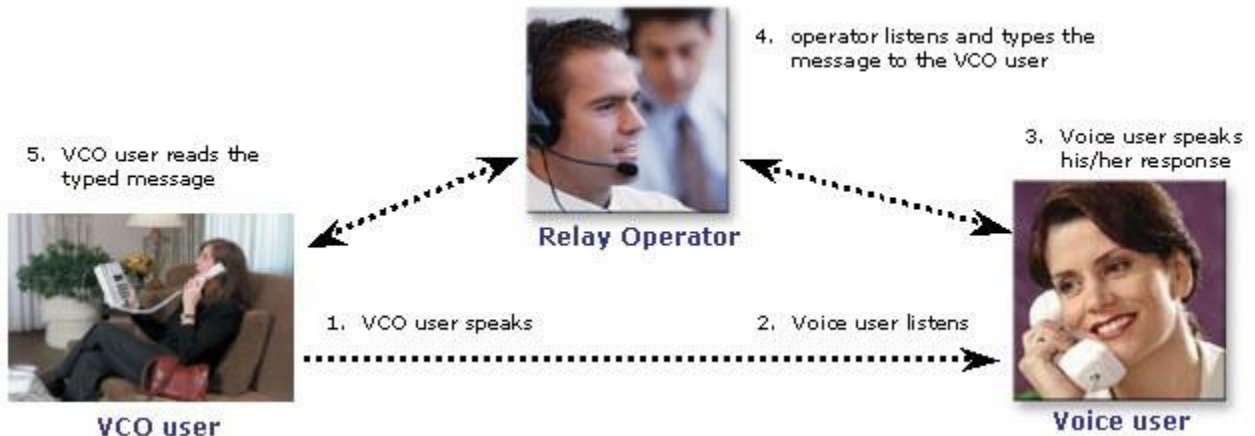 4. operator listens and types the
message to the VCO user
3. Voice user speaks
his/her response
5. VCO user reads the
typed message
Relay Operator
1. VCO user speaks
2. Voice user listens
VCO user
Voice user